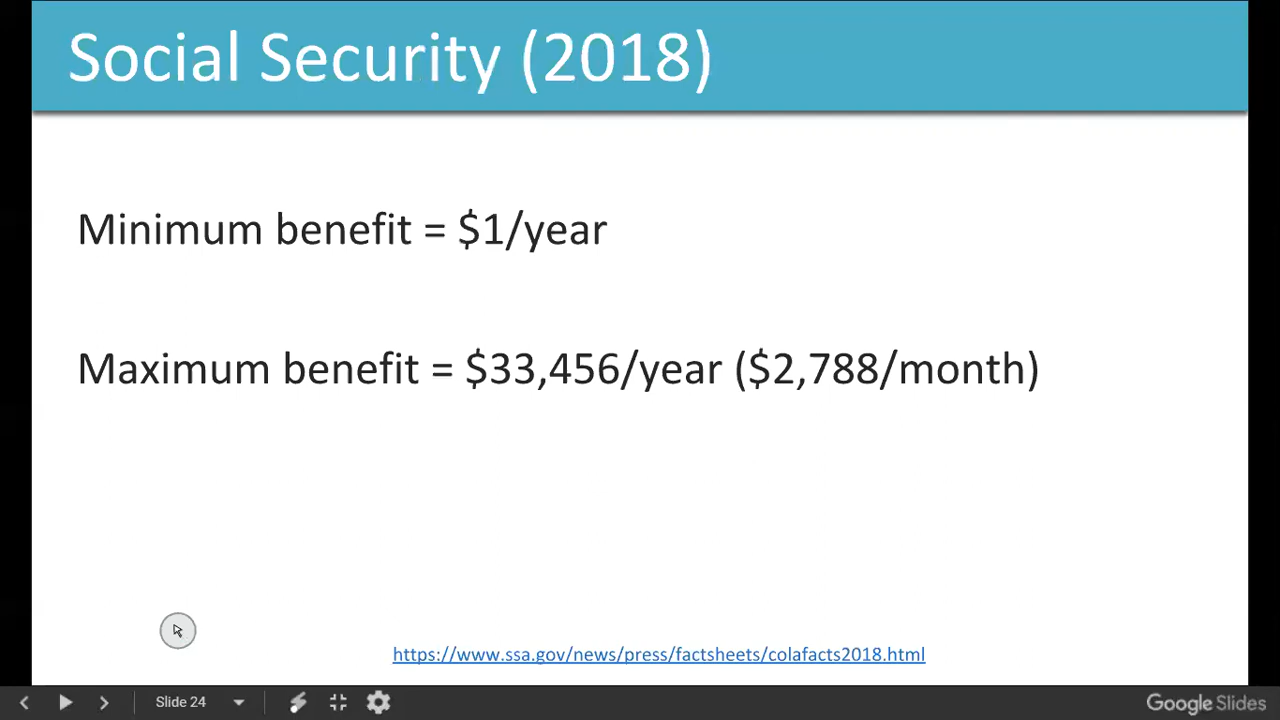 Social Security (2018)
Minimum benefit = $1/year
Maximum benefit = $33,456/year ($2,788/month)
https://www.ssa.gov/news/press/factsheets/colafacts2018.html
Slide 24
Google Slides